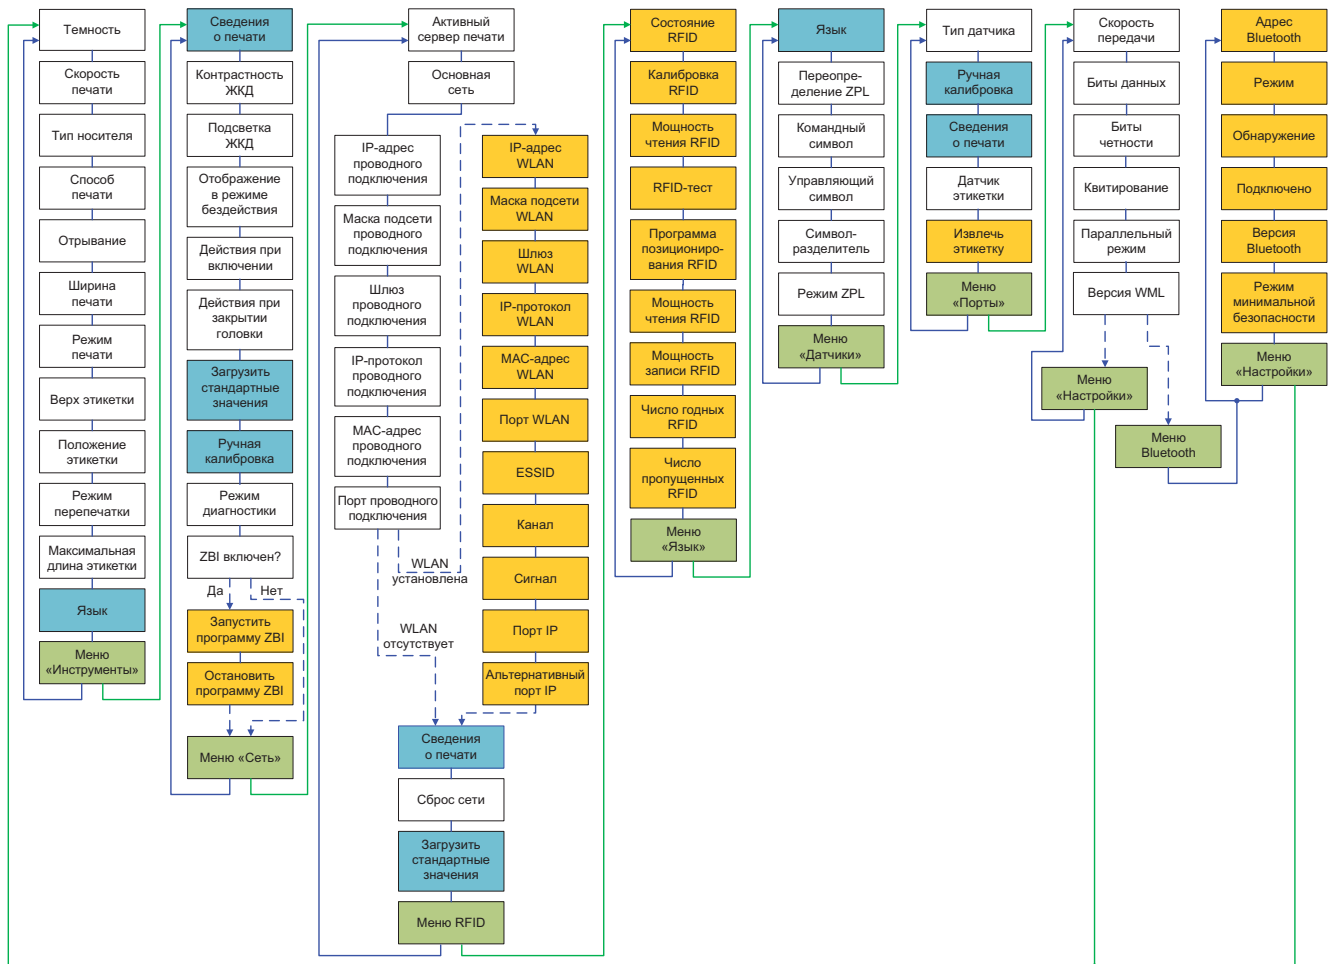 Темность
Скорость
печати
Тип носителя
Способ
печати
Отрывание
Ширина
печати
Режим
печати
Верх этикетки
Положение
этикетки
Режим
перепечатки
Максимальная
длина этикетки
Язык
Меню
«Инструменты»
Сведения
о печати
Контрастность
ЖКД
Подсветка
ЖКД
Отображение
в режиме
бездействия
Действия при
включении
Действия при
закрытии
головки
Загрузить
стандартные
значения
Ручная
калибровка
Режим
диагностики
ZBI включен?
Да
Нет
Запустить
программу ZBI
Остановить
программу ZBI
Меню «Сеть»
Активный
сервер печати
Основная
сеть
IP-адрес
проводного
подключения
Маска подсети
проводного
подключения
Шлюз
проводного
подключения
IP-протокол
проводного
подключения
MAC-адрес
проводного
подключения
Порт проводного
подключения
WLAN
установлена
WLAN
отсутствует
IP-адрес
WLAN
Маска подсети
WLAN
Шлюз
WLAN
IP-протокол
WLAN
MAC-адрес
WLAN
Порт WLAN
ESSID
Канал
Сигнал
Порт IP
Альтернативный
порт IP
Сведения
о печати
Сброс сети
Загрузить
стандартные
значения
Меню RFID
Состояние
RFID
Калибровка
RFID
Мощность
чтения RFID
RFID-тест
Программа
позициониро-
вания RFID
Мощность
чтения RFID
Мощность
записи RFID
Число годных
RFID
Число
пропущенных
RFID
Меню
«Язык»
Язык
Переопре-
деление ZPL
Командный
символ
Управляющий
символ
Символ-
разделитель
Режим ZPL
Меню
«Датчики»
Тип датчика
Ручная
калибровка
Сведения
о печати
Датчик
этикетки
Извлечь
этикетку
Меню
«Порты»
Скорость
передачи
Биты данных
Биты
четности
Квитирование
Параллельный
режим
Версия WML
Меню
«Настройки»
Меню
Bluetooth
Адрес
Bluetooth
Режим
Обнаружение
Подключено
Версия
Bluetooth
Режим
минимальной
безопасности
Меню
«Настройки»